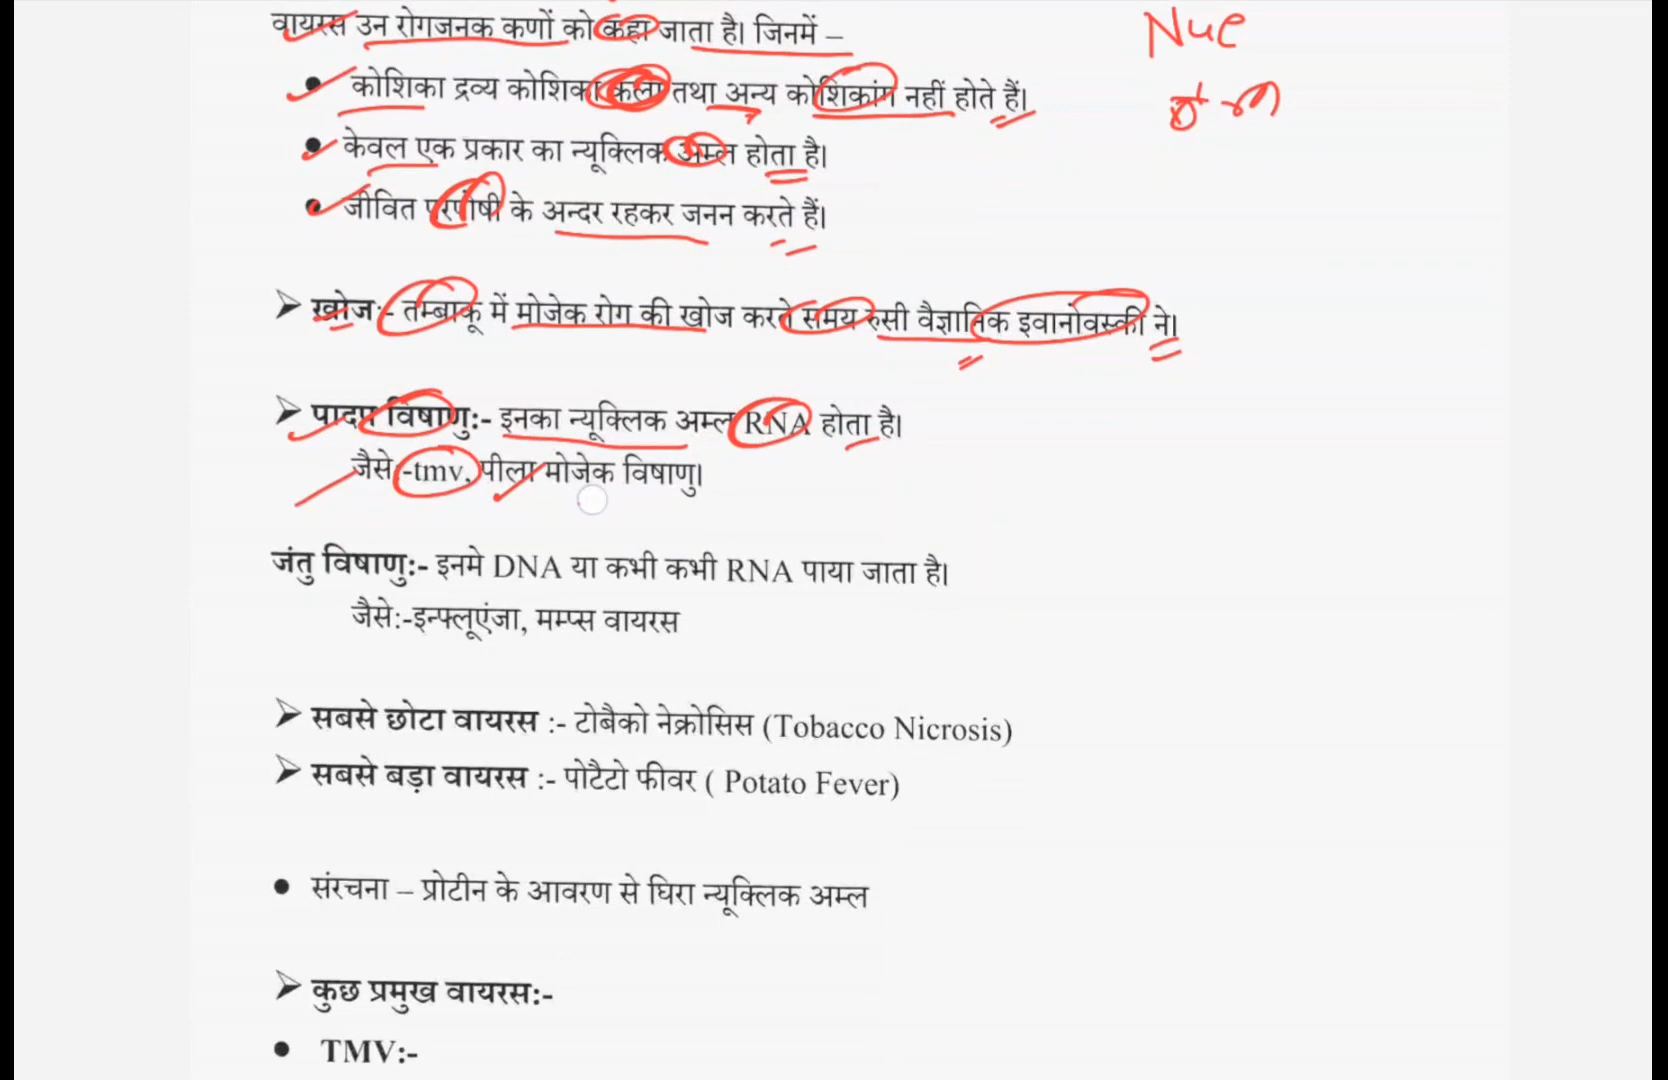 वायरस उन रोगजनक कणों को कहा जाता है। जिनमें – Nuc
• कोशिका द्रव्य कोशिका कला तथा अन्य कोशिकांग नहीं होते हैं।
• केवल एक प्रकार का न्यूक्लिक अम्ल होता है।
• जीवित परपोषी के अन्दर रहकर जनन करते हैं।
➢ खोज:- तम्बाकू में मोजेक रोग की खोज करते समय रुसी वैज्ञानिक इवानोवस्की ने।
➢ पादप विषाणु:- इनका न्यूक्लिक अम्ल RNA होता है।
जैसे:-tmv, पीला मोजेक विषाणु।
जंतु विषाणु:- इनमे DNA या कभी कभी RNA पाया जाता है।
जैसे:-इन्फ्लूएंजा, मम्प्स वायरस
➢ सबसे छोटा वायरस :- टोबैको नेक्रोसिस (Tobacco Nicrosis)
➢ सबसे बड़ा वायरस :- पोटैटो फीवर ( Potato Fever)
• संरचना – प्रोटीन के आवरण से घिरा न्यूक्लिक अम्ल
➢ कुछ प्रमुख वायरस:-
• TMV:-